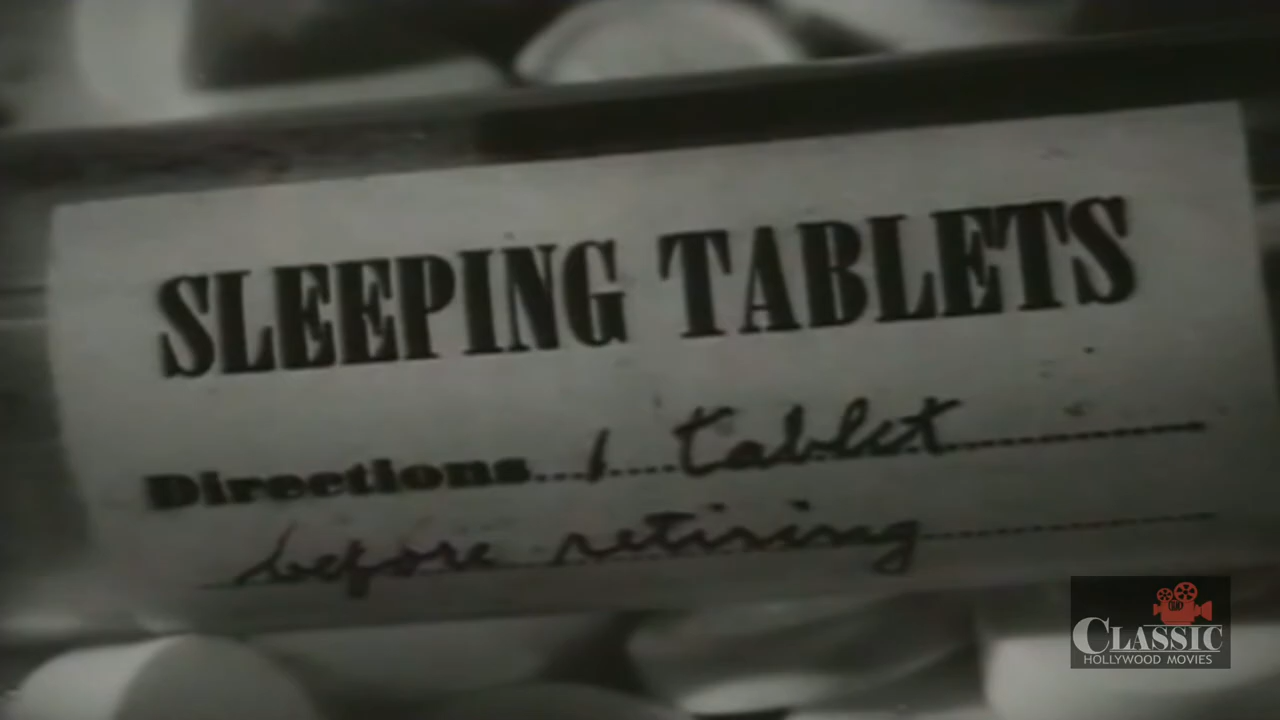 SLEEPING TABLETS
Directions...1....tablet
before retiring
CLASSIC
HOLLYWOOD MOVIES